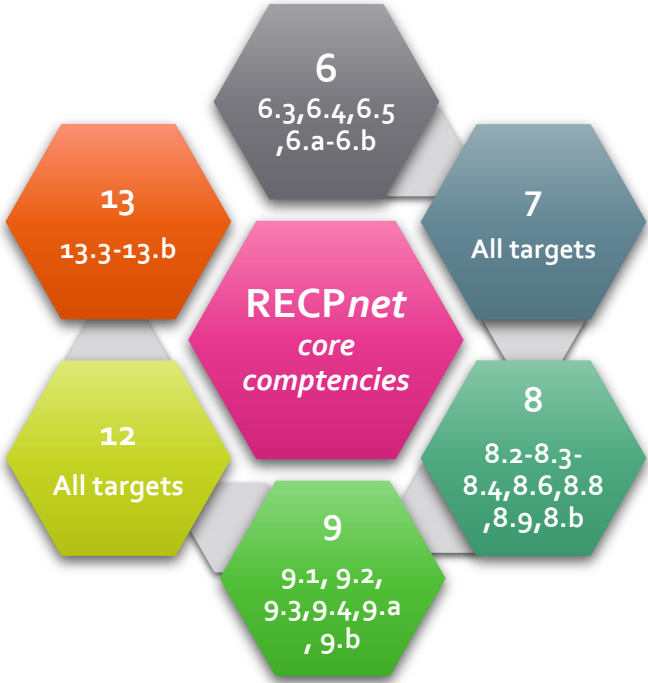 6
6.3,6.4,6.5
,6.a-6.b
7
All targets
8
8.2-8.3-
8.4,8.6,8.8
,8.9,8.b
9
9.1, 9.2,
9.3,9.4,9.a
, 9.b
12
All targets
13
13.3-13.b
RECPnet
core
comptencies